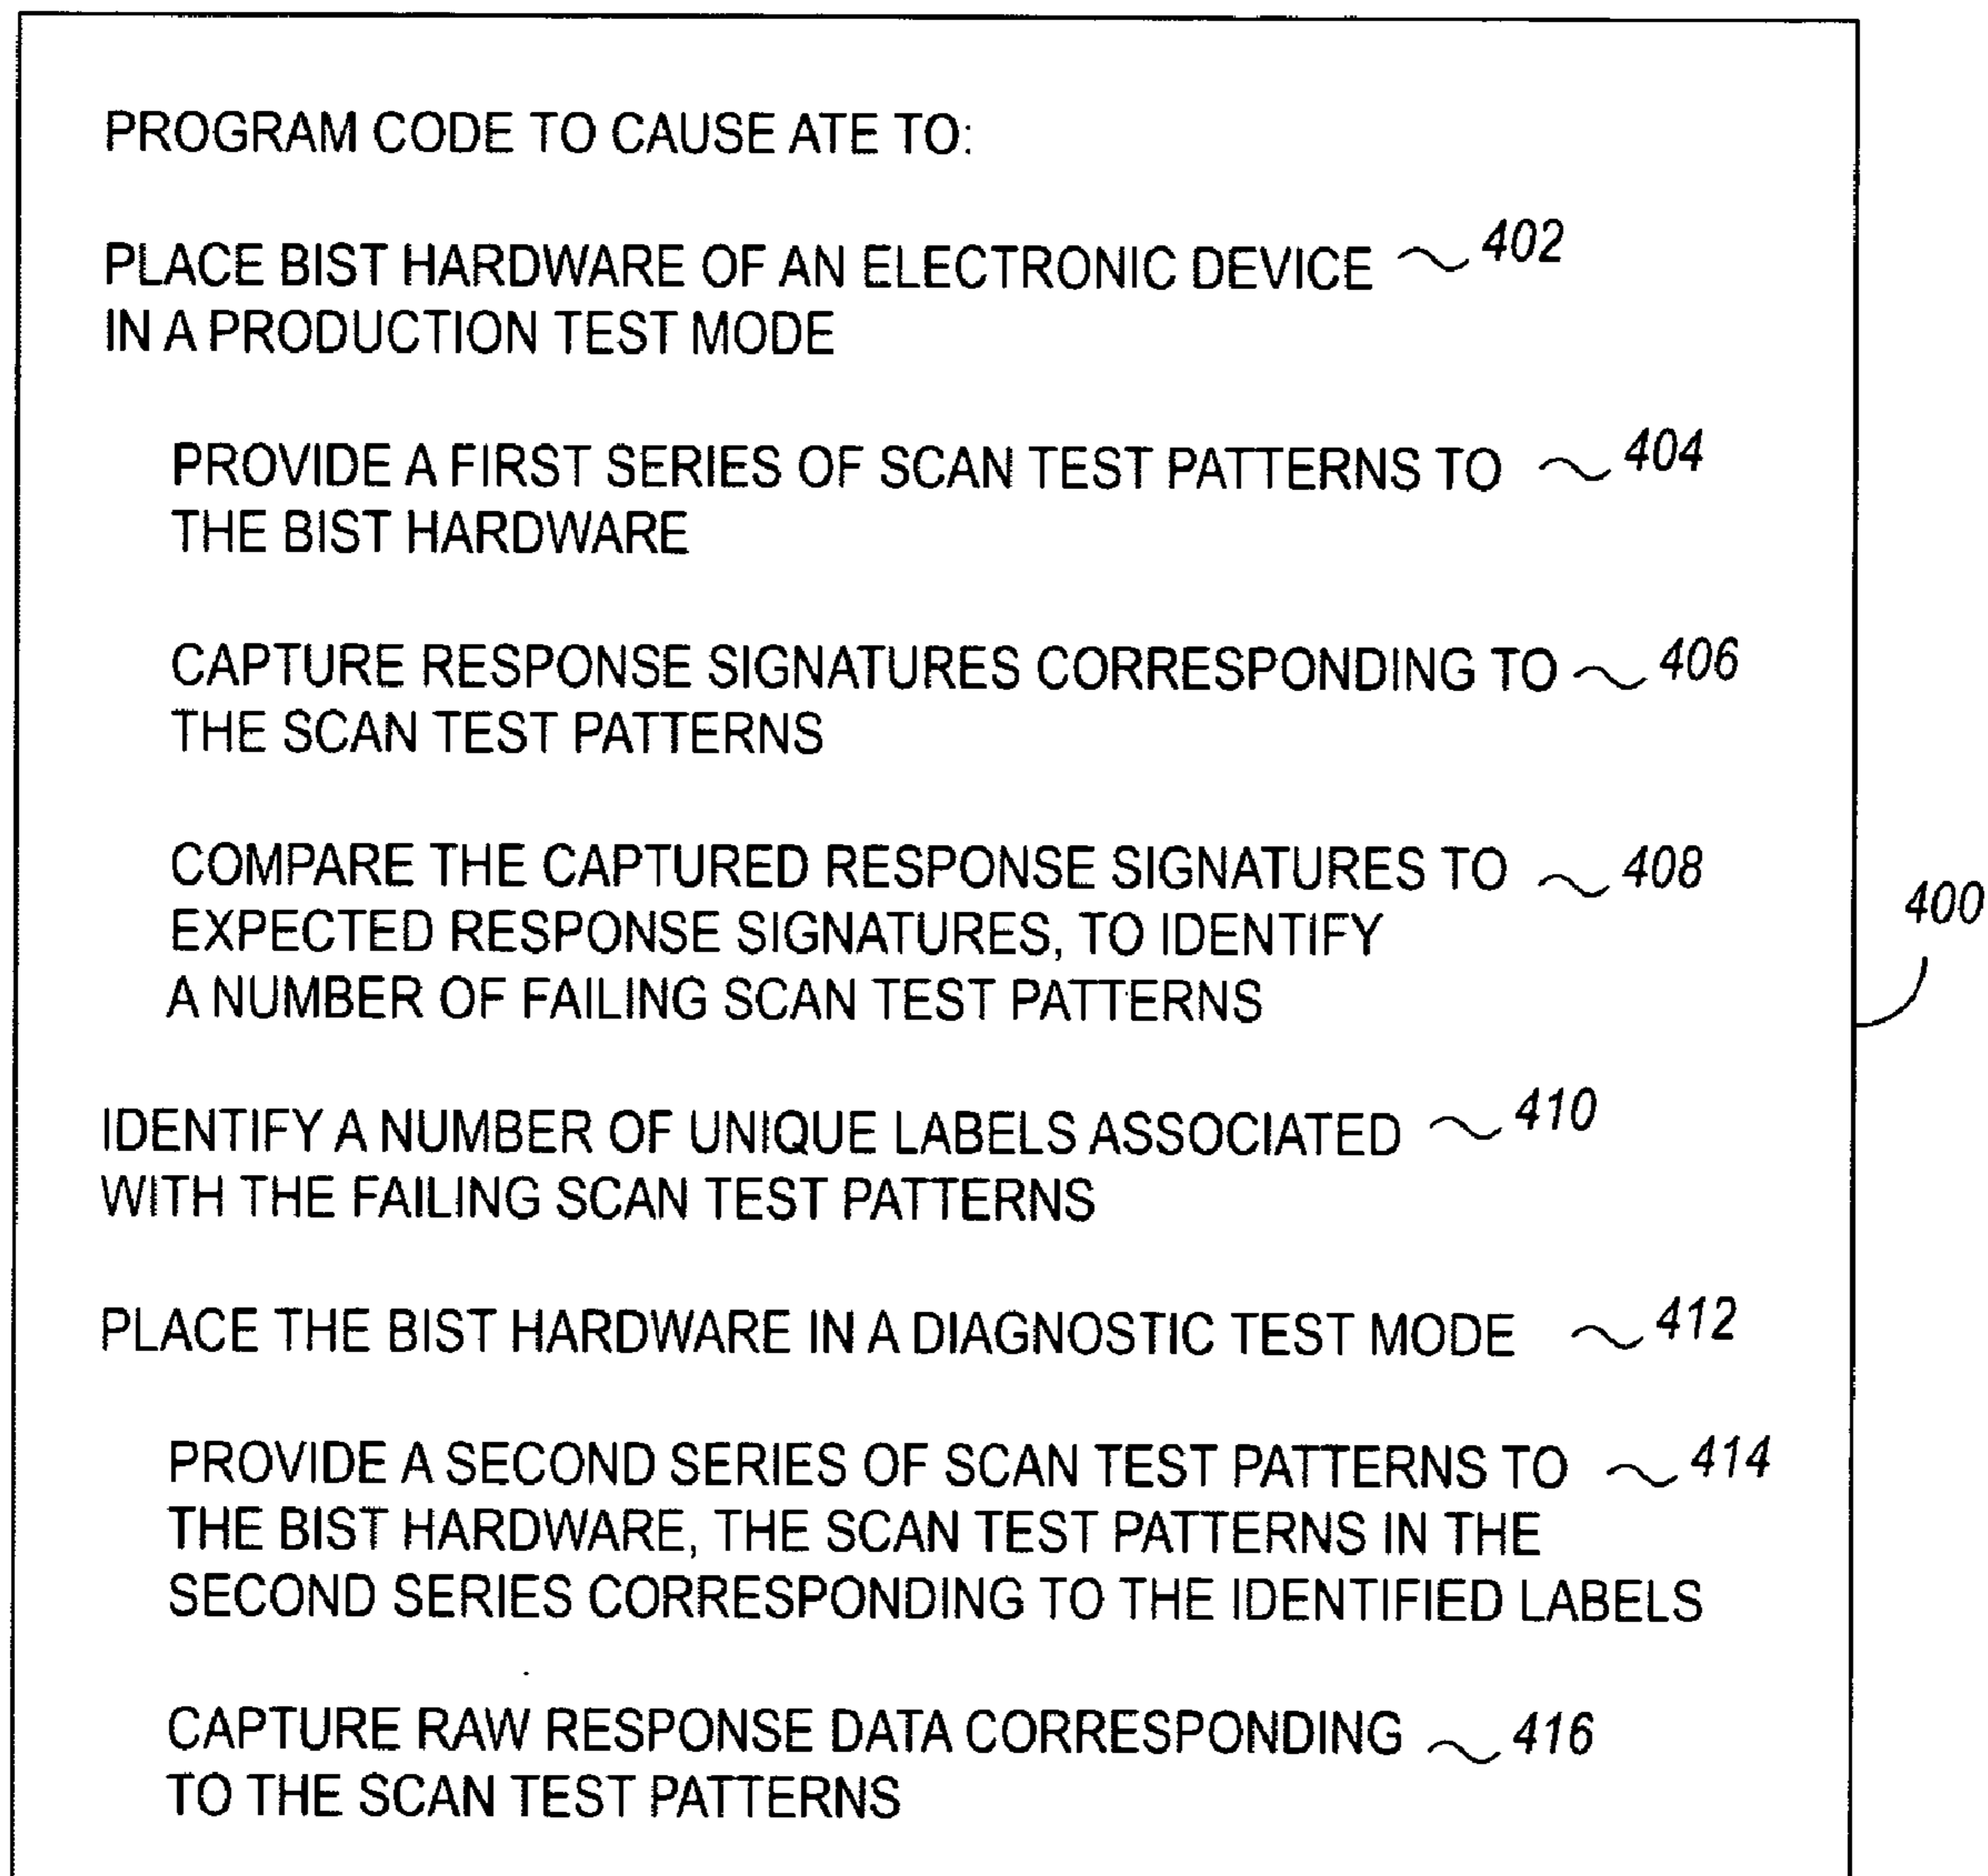 PROGRAM CODE TO CAUSE ATE TO:
PLACE BIST HARDWARE OF AN ELECTRONIC DEVICE 402
IN A PRODUCTION TEST MODE
PROVIDE A FIRST SERIES OF SCAN TEST PATTERNS TO 404
THE BIST HARDWARE
CAPTURE RESPONSE SIGNATURES CORRESPONDING TO 406
THE SCAN TEST PATTERNS
COMPARE THE CAPTURED RESPONSE SIGNATURES TO 408
EXPECTED RESPONSE SIGNATURES, TO IDENTIFY
A NUMBER OF FAILING SCAN TEST PATTERNS
400
IDENTIFY A NUMBER OF UNIQUE LABELS ASSOCIATED 410
WITH THE FAILING SCAN TEST PATTERNS
PLACE THE BIST HARDWARE IN A DIAGNOSTIC TEST MODE 412
PROVIDE A SECOND SERIES OF SCAN TEST PATTERNS TO 414
THE BIST HARDWARE, THE SCAN TEST PATTERNS IN THE
SECOND SERIES CORRESPONDING TO THE IDENTIFIED LABELS
CAPTURE RAW RESPONSE DATA CORRESPONDING 416
TO THE SCAN TEST PATTERNS